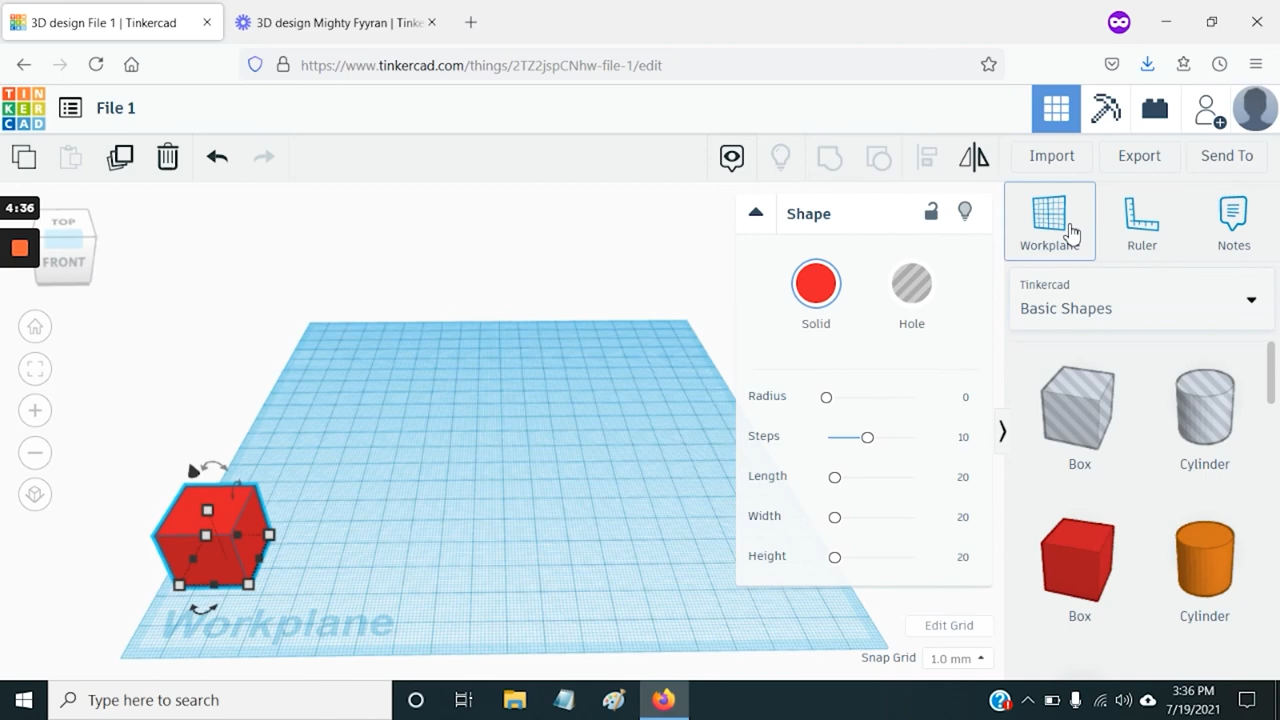 3D design File 1 | Tinkercad
3D design Mighty Fyyran | Tinke
https://www.tinkercad.com/things/2TZ2jspCNhw-file-1/edit
TIN
KER
CAD
File 1
Import
Export
Send To
4:36
TOP
FRONT
Shape
Workplane
Ruler
Notes
Tinkercad
Basic Shapes
Solid
Hole
Radius 0
Steps 10
Length 20
Width 20
Height 20
Box
Cylinder
Box
Cylinder
Workplane
Edit Grid
Snap Grid 1.0 mm
Type here to search
3:36 PM
7/19/2021